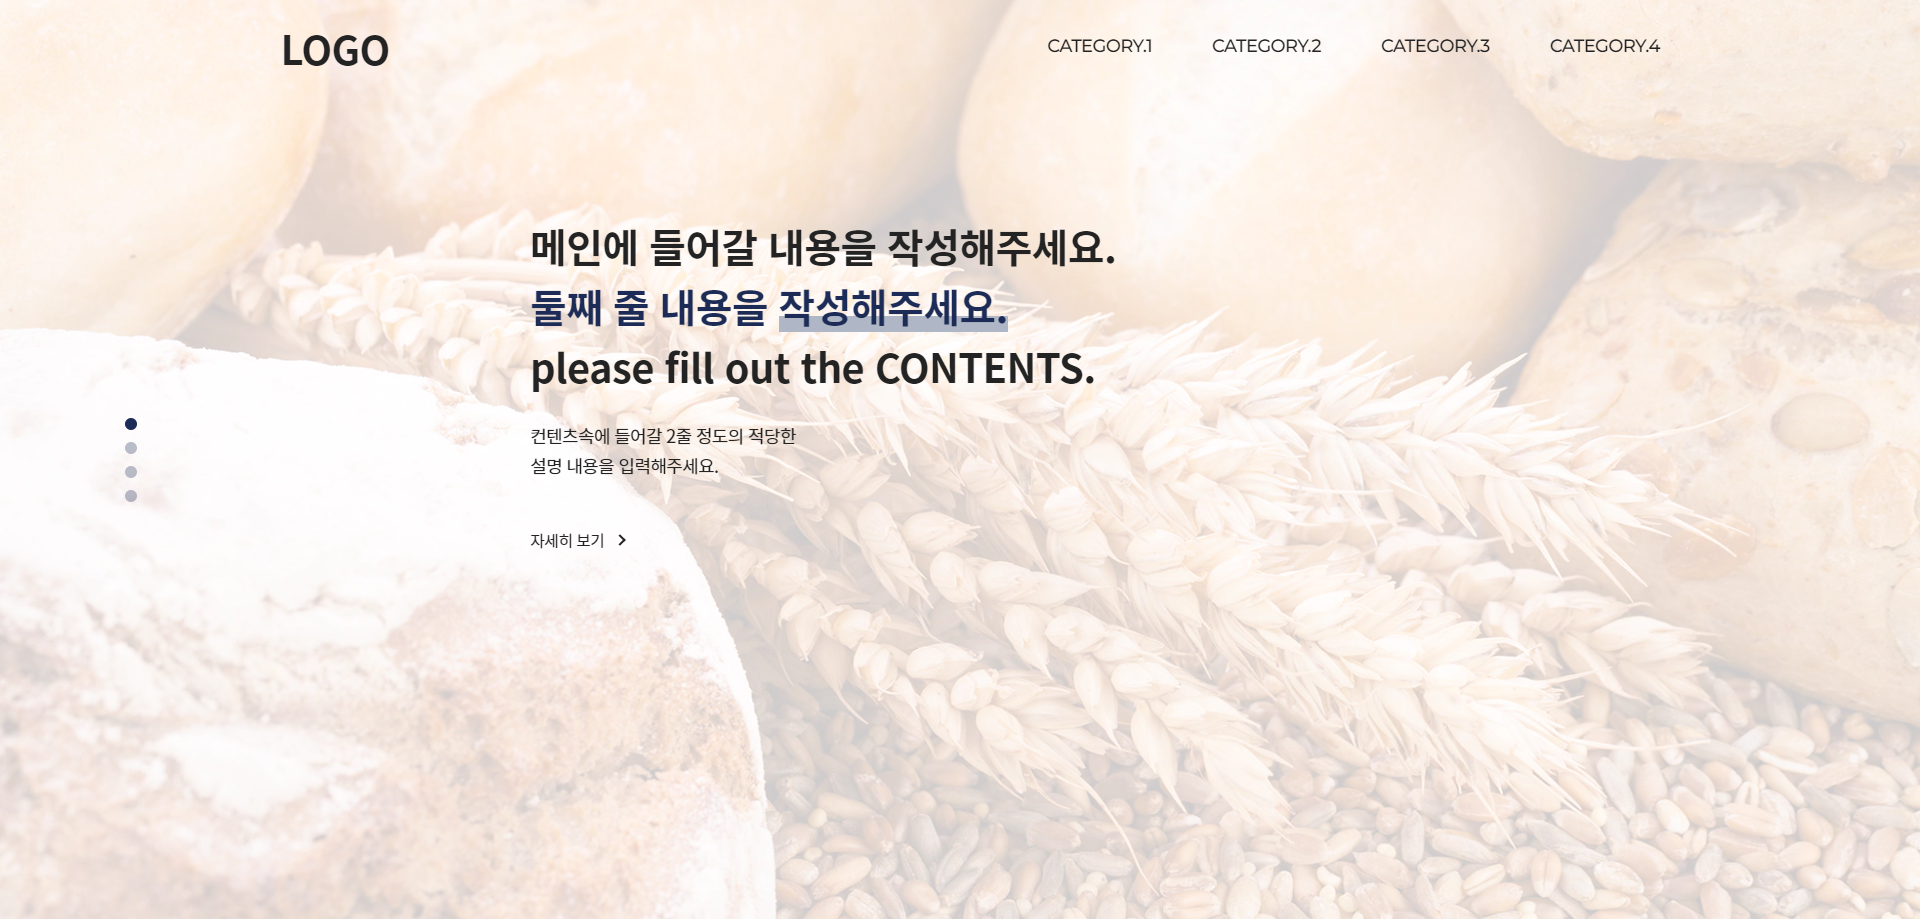 LOGO
CATEGORY.1 CATEGORY.2 CATEGORY.3 CATEGORY.4
메인에 들어갈 내용을 작성해주세요.
둘째 줄 내용을 작성해주세요.
please fill out the CONTENTS.
컨텐츠속에 들어갈 2줄 정도의 적당한
설명 내용을 입력해주세요.
자세히 보기